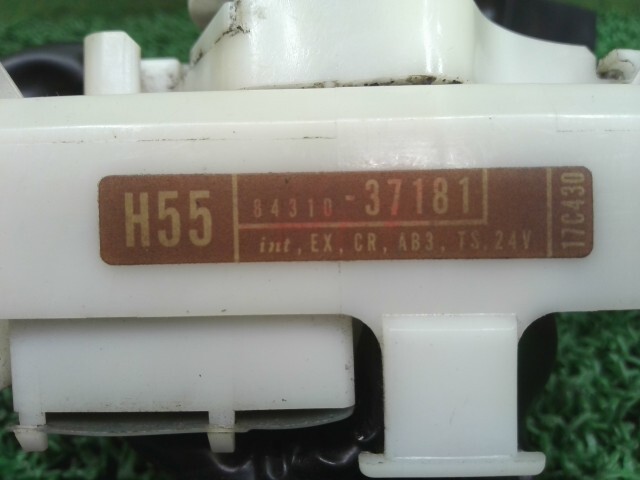 H55
84310-37181
int, EX, CR, AB3, TS, 24V
17C430